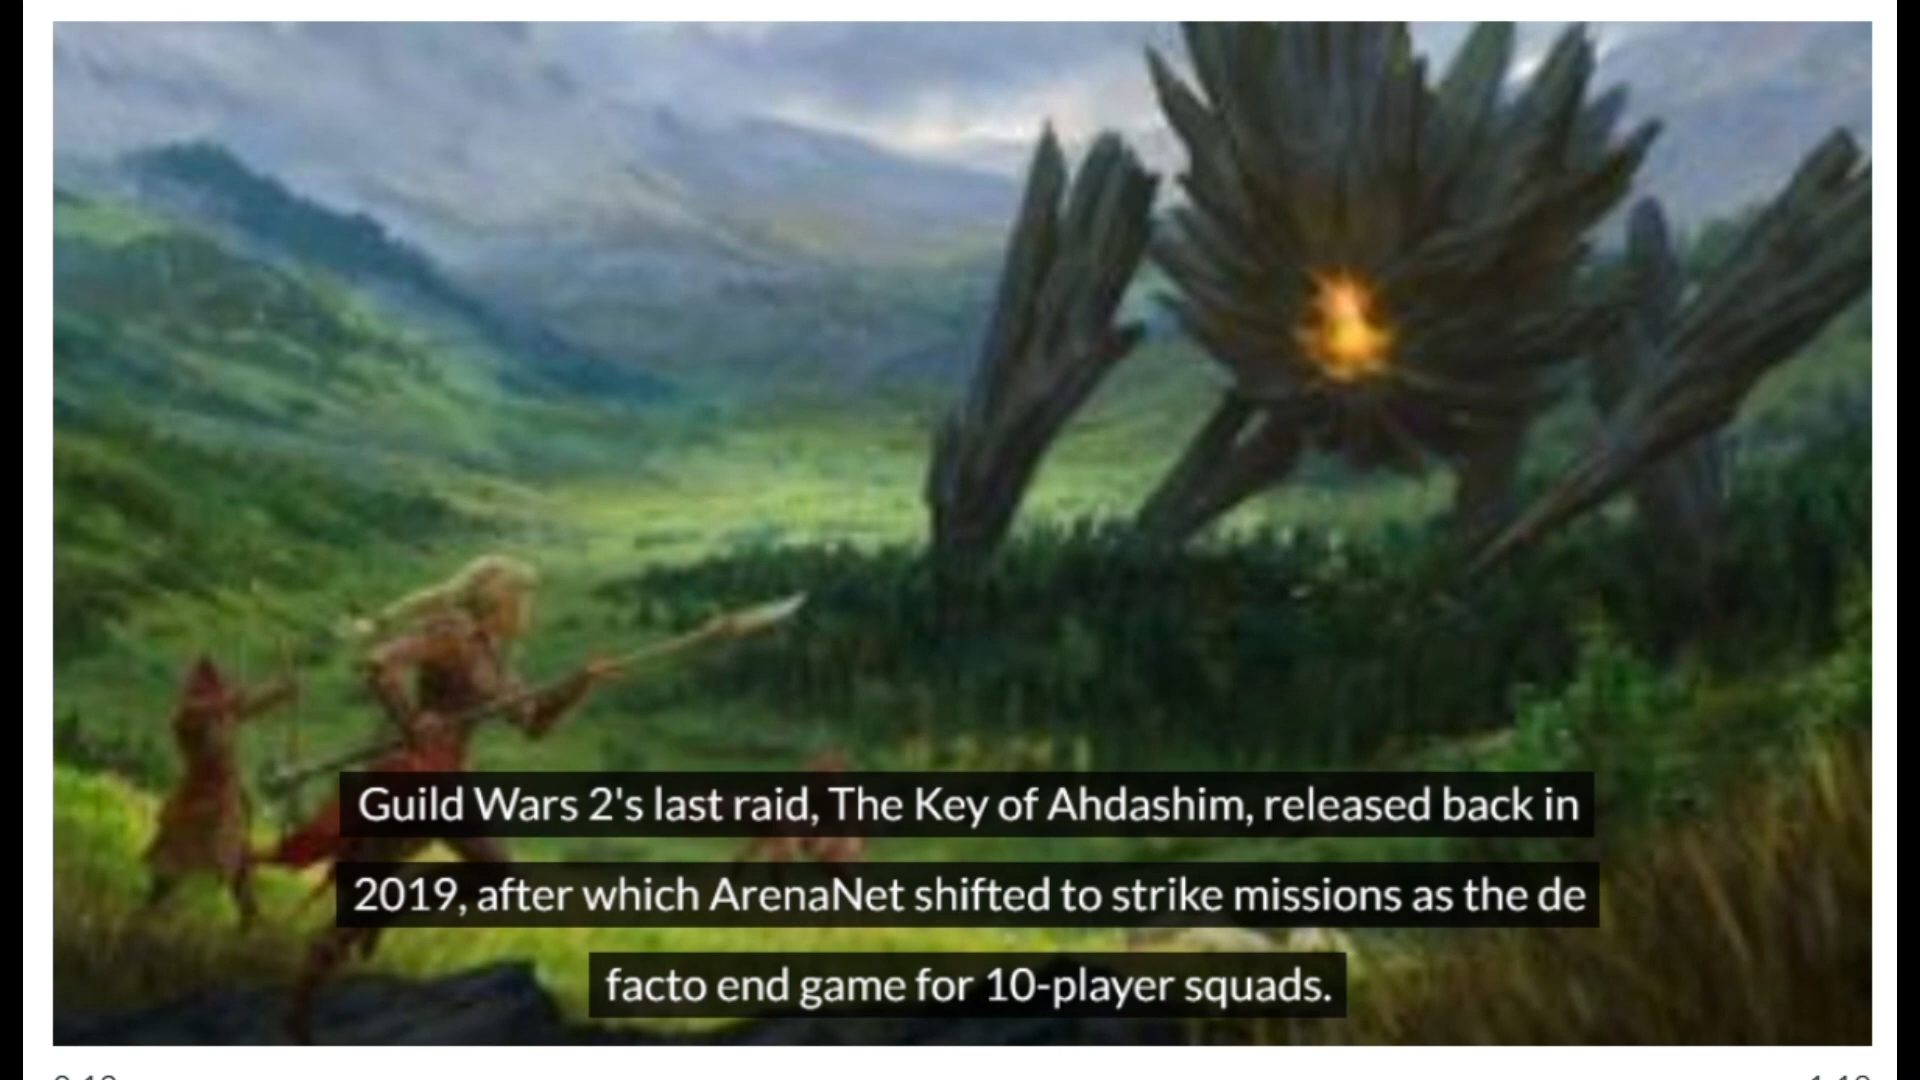 Guild Wars 2's last raid, The Key of Ahdashim, released back in
2019, after which ArenaNet shifted to strike missions as the de
facto end game for 10-player squads.